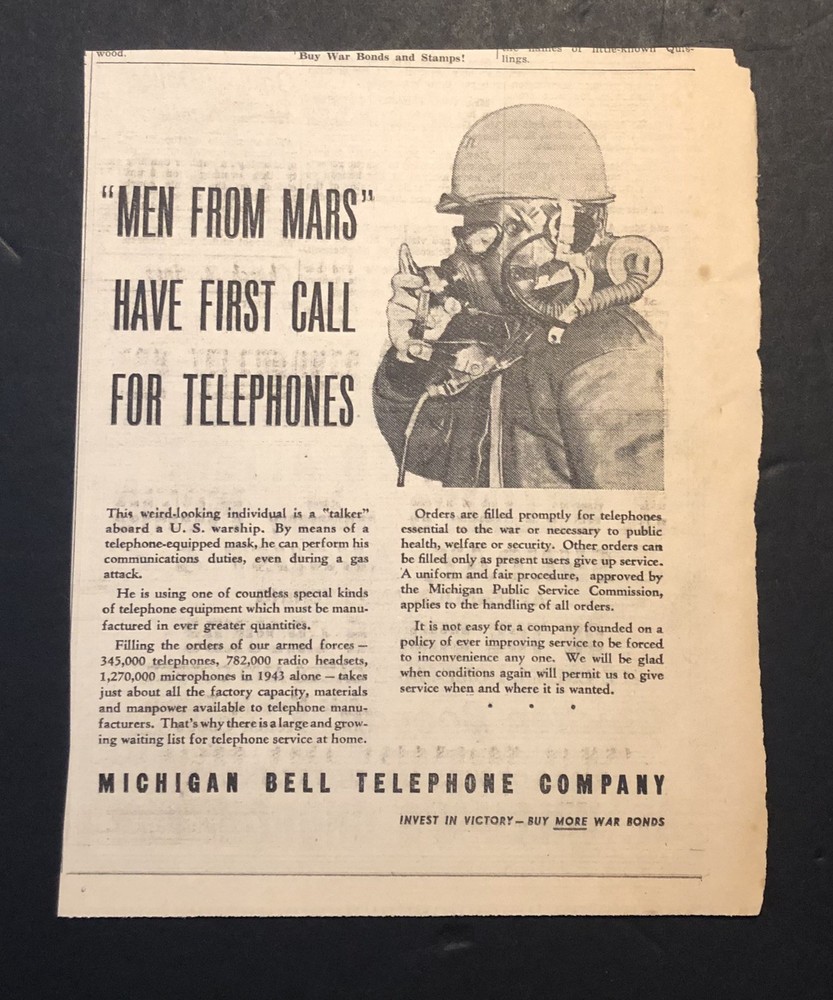 wood.
Buy War Bonds and Stamps!
the names of little-known Quis-
lings.
"MEN FROM MARS"
HAVE FIRST CALL
FOR TELEPHONES
This weird-looking individual is a "talker"
aboard a U. S. warship. By means of a
telephone-equipped mask, he can perform his
communications duties, even during a gas
attack.
He is using one of countless special kinds
of telephone equipment which must be manu-
factured in ever greater quantities.
Filling the orders of our armed forces—
345,000 telephones, 782,000 radio headsets,
1,270,000 microphones in 1943 alone—takes
just about all the factory capacity, materials
and manpower available to telephone manu-
facturers. That's why there is a large and grow-
ing waiting list for telephone service at home.
Orders are filled promptly for telephones
essential to the war or necessary to public
health, welfare or security. Other orders can
be filled only as present users give up service.
A uniform and fair procedure, approved by
the Michigan Public Service Commission,
applies to the handling of all orders.
It is not easy for a company founded on a
policy of ever improving service to be forced
to inconvenience any one. We will be glad
when conditions again will permit us to give
service when and where it is wanted.
MICHIGAN BELL TELEPHONE COMPANY
INVEST IN VICTORY—BUY MORE WAR BONDS